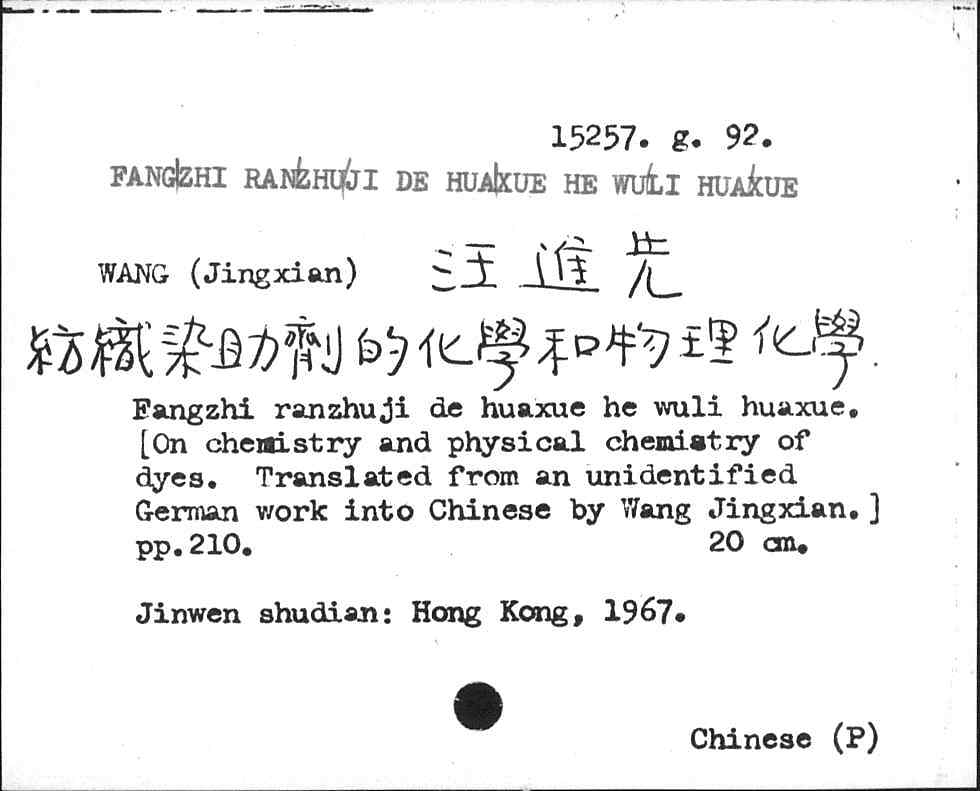 15257. g. 92.
FANGZHI RANZHUJI DE HUAXUE HE WULI HUAXUE
WANG (Jingxian) 汪進先
紡織染助劑的化學和物理化學.
Fangzhi ranzhuji de huaxue he wuli huaxue.
[On chemistry and physical chemistry of
dyes. Translated from an unidentified
German work into Chinese by Wang Jingxian.]
pp.210. 20 cm.
Jinwen shudian: Hong Kong, 1967.
Chinese (P)